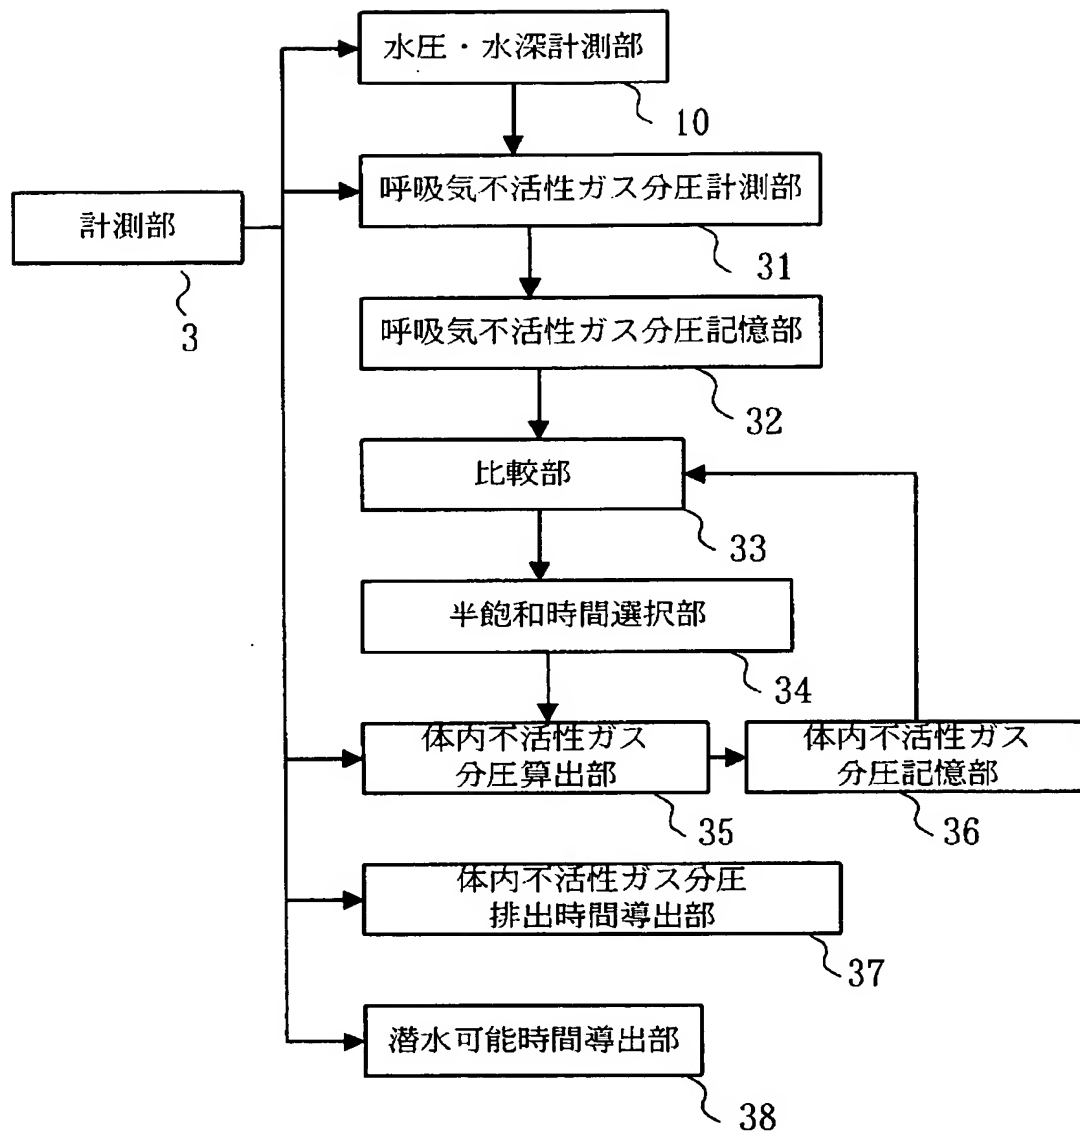 水圧・水深計測部
10
呼吸気不活性ガス分圧計測部
31
計測部
3
呼吸気不活性ガス分圧記憶部
32
比較部
33
半飽和時間選択部
34
体内不活性ガス
分圧算出部
35
体内不活性ガス
分圧記憶部
36
体内不活性ガス分圧
排出時間導出部
37
潜水可能時間導出部
38